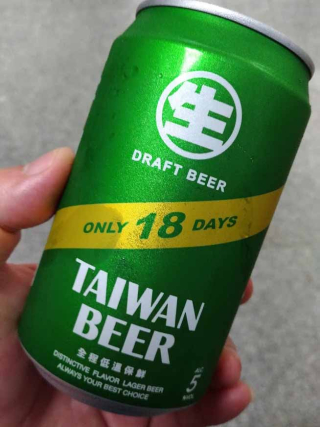 生
DRAFT BEER
ONLY 18 DAYS
TAIWAN
BEER
全程低溫保鮮
DISTINCTIVE FLAVOR LAGER BEER
ALWAYS YOUR BEST CHOICE
ALC
5